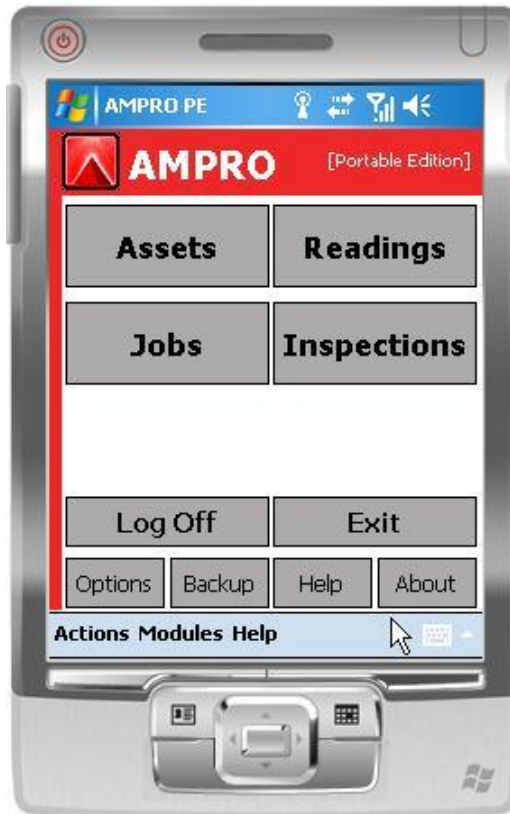 AMPRO PE
AMPRO [Portable Edition]
Assets Readings
Jobs Inspections
Log Off Exit
Options Backup Help About
Actions Modules Help